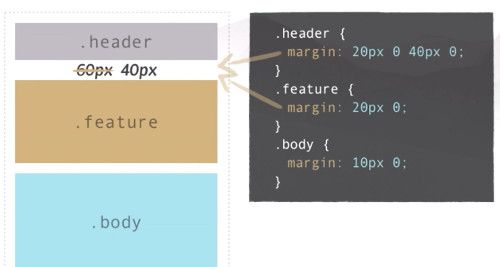 .header
60px 40px
.feature
.body
.header {
margin: 20px 0 40px 0;
}
.feature {
margin: 20px 0;
}
.body {
margin: 10px 0;
}